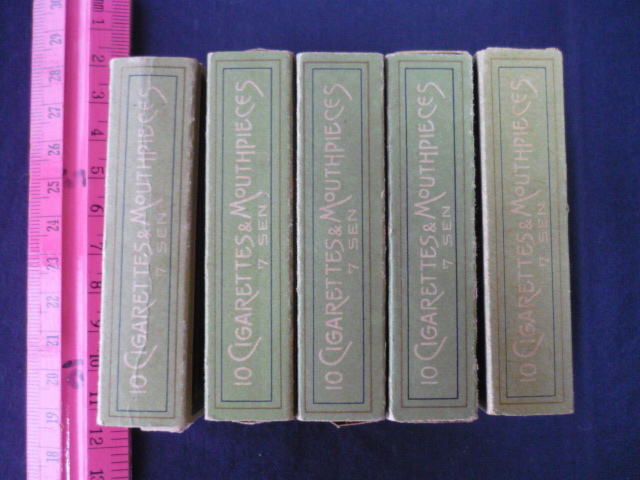 10 CIGARETTES & MOUTHPIECES
7 SEN
10 CIGARETTES & MOUTHPIECES
7 SEN
10 CIGARETTES & MOUTHPIECES
7 SEN
10 CIGARETTES & MOUTHPIECES
7 SEN
10 CIGARETTES & MOUTHPIECES
7 SEN
30
29
28
27
26
25
24
23
22
21
20
19
18
1
2
3
4
5
6
7
8
9
10
11
12
13